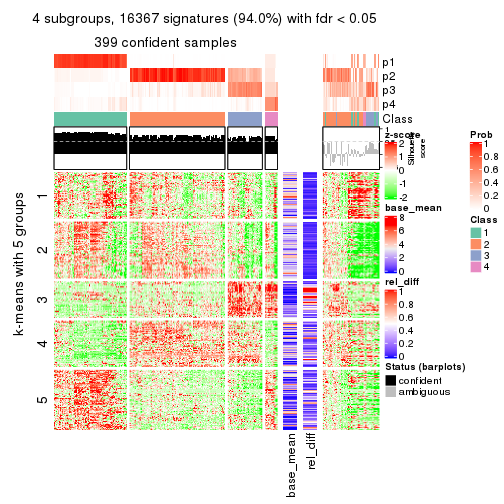 4 subgroups, 16367 signatures (94.0%) with fdr < 0.05
399 confident samples
p1
p2
p3
p4
Class
1
Silhouette
score
z-score
2
1
0
-1
-2
base_mean
8
6
4
2
0
rel_diff
1
0.8
0.6
0.4
0.2
0
Status (barplots)
confident
ambiguous
Prob
1
0.8
0.6
0.4
0.2
0
Class
1
2
3
4
k-means with 5 groups
1
2
3
4
5
base_mean
rel_diff